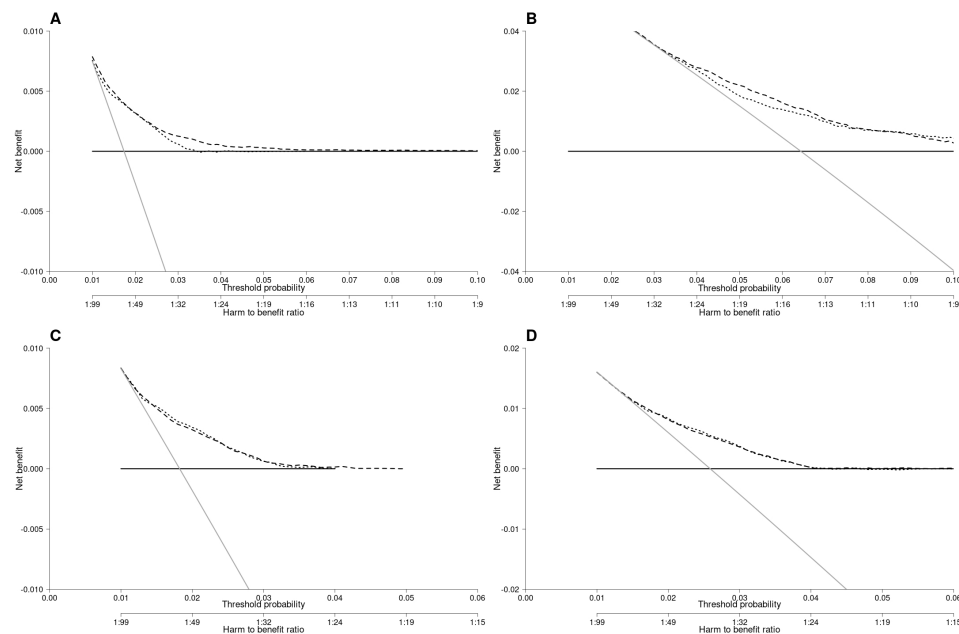 A
Net benefit
0.010
0.005
0.000
-0.005
-0.010
0.00 0.01 0.02 0.03 0.04 0.05 0.06 0.07 0.08 0.09 0.10
Threshold probability
1:99 1:49 1:32 1:24 1:19 1:16 1:13 1:11 1:10 1:9
Harm to benefit ratio
B
Net benefit
0.04
0.02
0.00
-0.02
-0.04
0.00 0.01 0.02 0.03 0.04 0.05 0.06 0.07 0.08 0.09 0.10
Threshold probability
1:99 1:49 1:32 1:24 1:19 1:16 1:13 1:11 1:10 1:9
Harm to benefit ratio
C
Net benefit
0.010
0.005
0.000
-0.005
-0.010
0.00 0.01 0.02 0.03 0.04 0.05 0.06
Threshold probability
1:99 1:49 1:32 1:24 1:19 1:15
Harm to benefit ratio
D
Net benefit
0.02
0.01
0.00
-0.01
-0.02
0.00 0.01 0.02 0.03 0.04 0.05 0.06
Threshold probability
1:99 1:49 1:32 1:24 1:19 1:15
Harm to benefit ratio